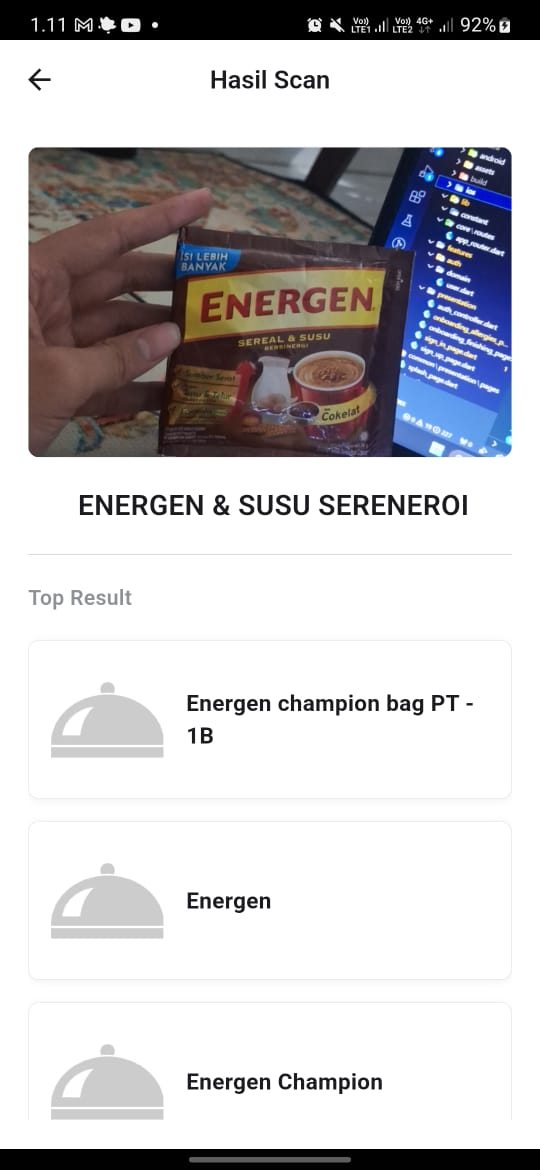 1.11
Vo)) LTE1 Vo)) LTE2 4G+ 92%
Hasil Scan
ISI LEBIH
BANYAK
ENERGEN
SEREAL & SUSU
BERSINERGI
Cokelat
android
assets
build
ios
lib
constant
core \ routes
app_router.dart
features
auth
domain
user.dart
presentation
auth_controller.dart
onboarding_allergies_p...
onboarding_finishing_page
sign_in_page.dart
sign_up_page.dart
common \ presentation \ pages
splash_page.dart
ENERGEN & SUSU SERENEROI
Top Result
Energen champion bag PT -
1B
Energen
Energen Champion